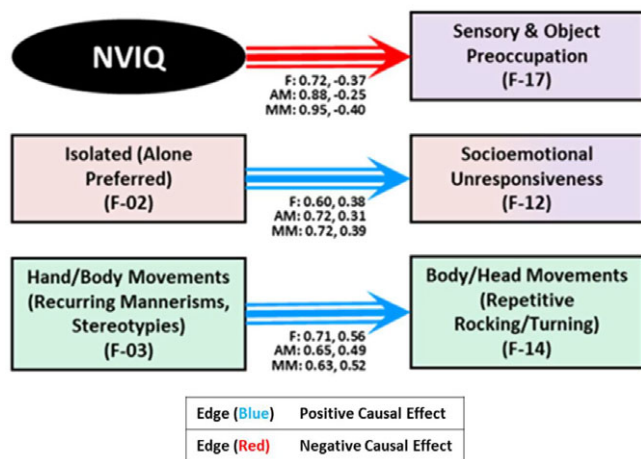 NVIQ
Sensory & Object
Preoccupation
(F-17)
F: 0.72, -0.37
AM: 0.88, -0.25
MM: 0.95, -0.40
Isolated (Alone
Preferred)
(F-02)
Socioemotional
Unresponsiveness
(F-12)
F: 0.60, 0.38
AM: 0.72, 0.31
MM: 0.72, 0.39
Hand/Body Movements
(Recurring Mannerisms,
Stereotypies)
(F-03)
Body/Head Movements
(Repetitive
Rocking/Turning)
(F-14)
F: 0.71, 0.56
AM: 0.65, 0.49
MM: 0.63, 0.52
Edge (Blue) Positive Causal Effect
Edge (Red) Negative Causal Effect